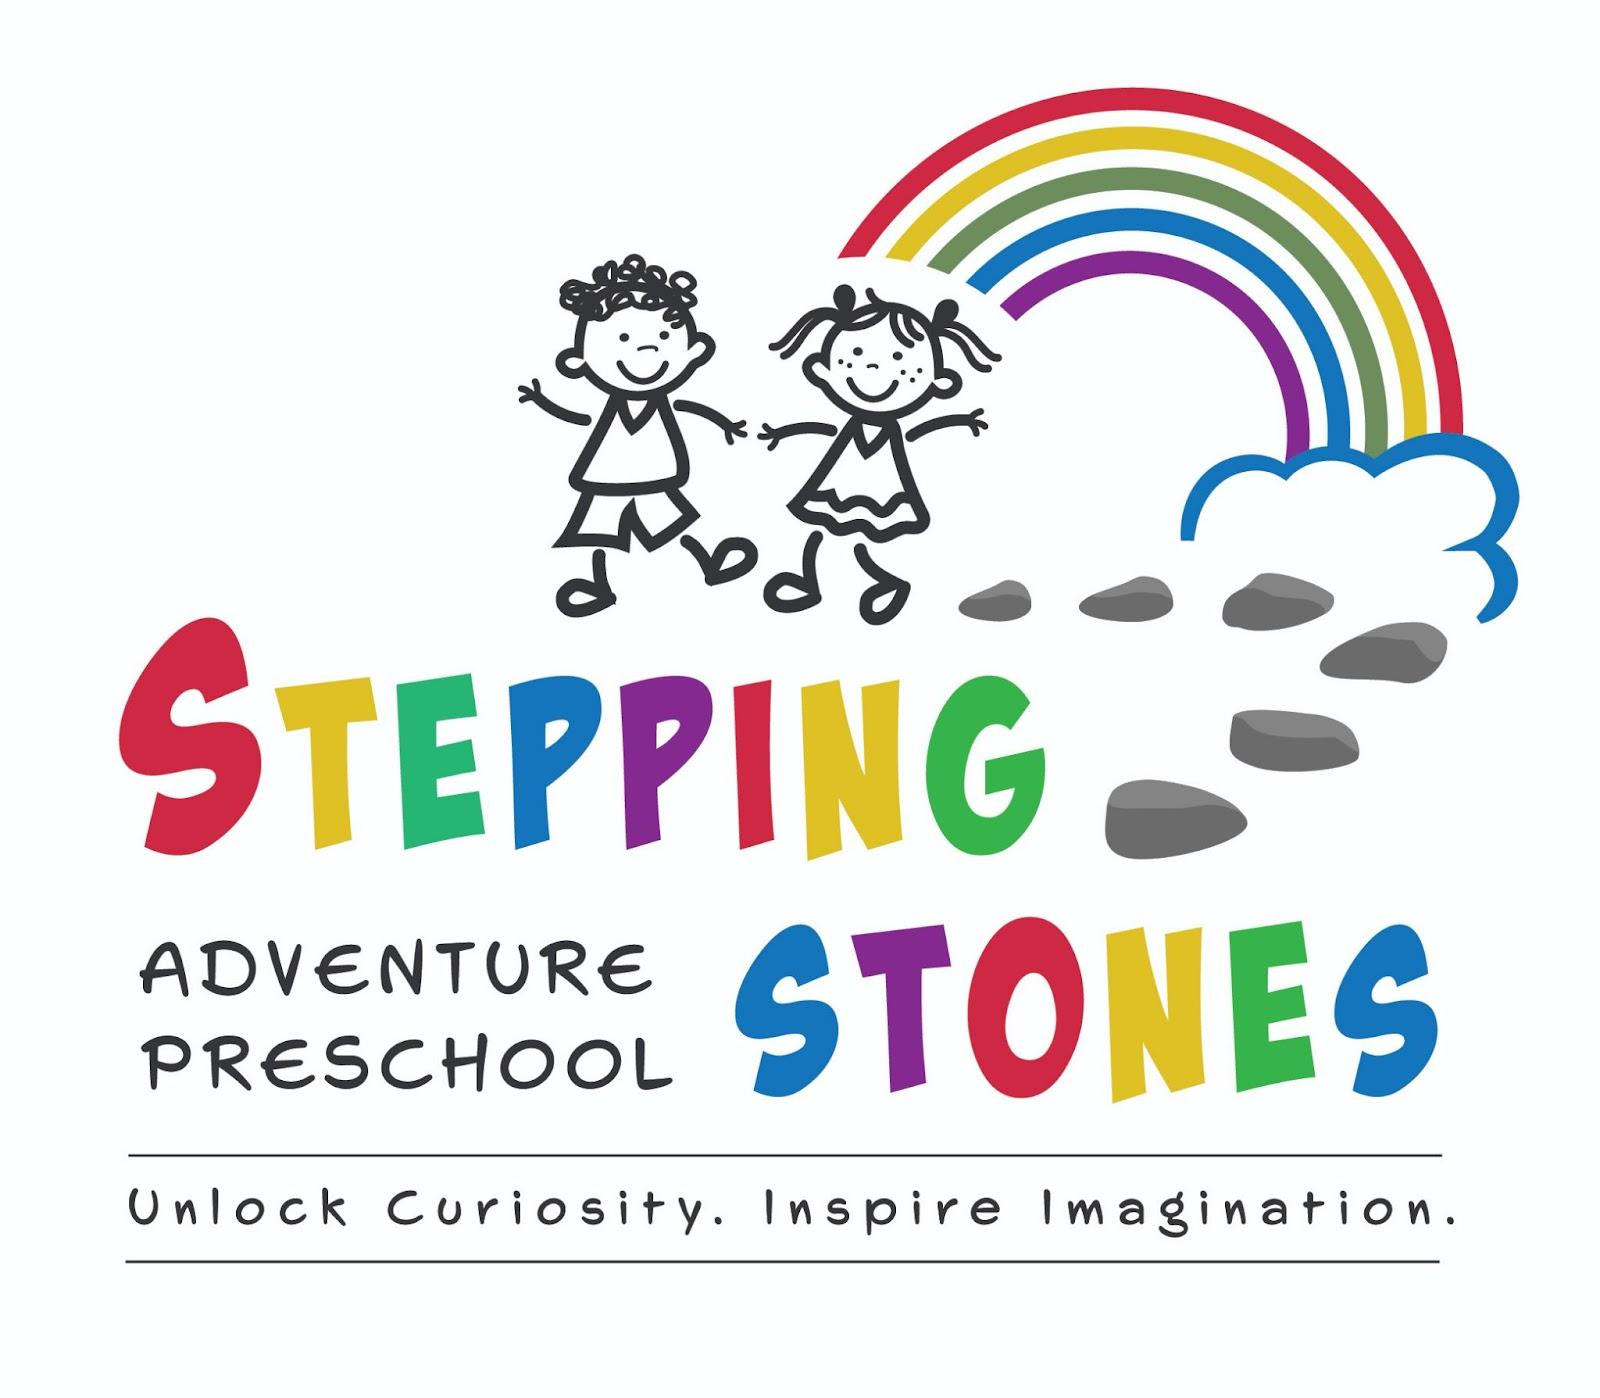 STEPPING
STONES
ADVENTURE
PRESCHOOL
Unlock Curiosity. Inspire Imagination.